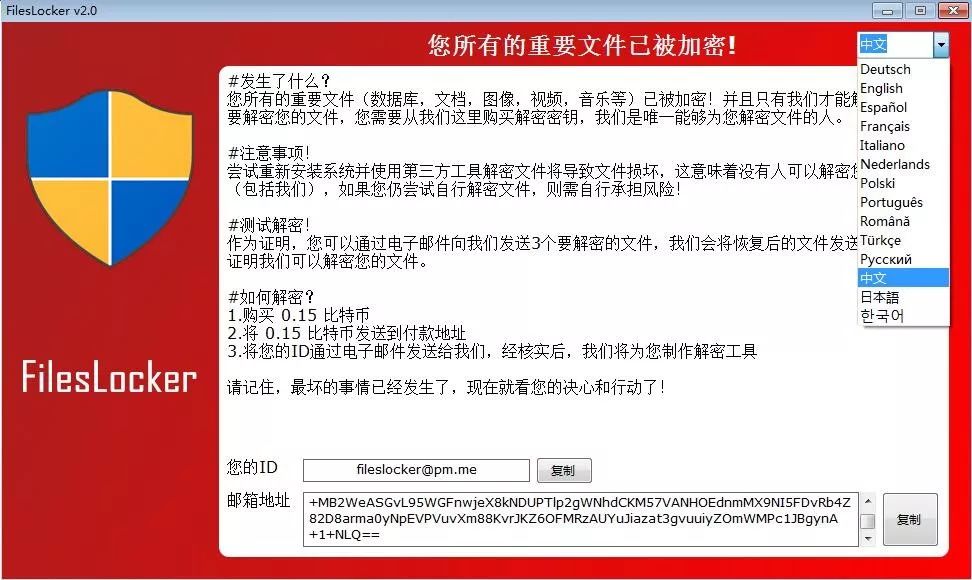 FilesLocker v2.0
您所有的重要文件已被加密!
中文
Deutsch
English
Español
Français
Italiano
Nederlands
Polski
Português
Română
Türkçe
Русский
中文
日本語
한국어
#发生了什么?
您所有的重要文件（数据库，文档，图像，视频，音乐等）已被加密！并且只有我们才能
要解密您的文件，您需要从我们这里购买解密密钥，我们是唯一能够为您解密文件的人。
#注意事项!
尝试重新安装系统并使用第三方工具解密文件将导致文件损坏，这意味着没有人可以解密
（包括我们），如果您仍尝试自行解密文件，则需自行承担风险！
#测试解密!
作为证明，您可以通过电子邮件向我们发送3个要解密的文件，我们会将恢复后的文件发送
证明我们可以解密您的文件。
#如何解密?
1.购买 0.15 比特币
2.将 0.15 比特币发送到付款地址
3.将您的ID通过电子邮件发送给我们，经核实后，我们将为您制作解密工具
请记住，最坏的事情已经发生了，现在就看您的决心和行动了！
FilesLocker
您的ID
fileslocker@pm.me
复制
邮箱地址
+MB2WeASGvL95WGFnwjeX8kNDUPTlp2gWNhdCKM57VANHOEdnmMX9NI5FDvRb4Z
82D8arma0yNpEVPVuvXm88KvrJKZ6OFMRzAUYuJiazat3gvuuiyZOmWMPc1JBgynA
+1+NLQ==
复制